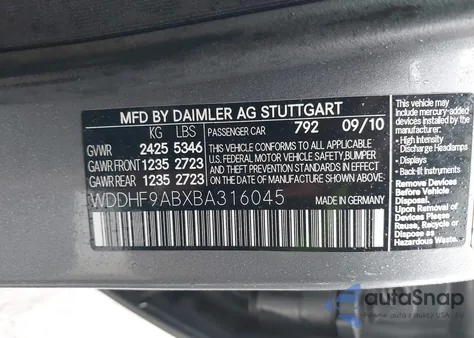 MFD BY DAIMLER AG STUTTGART
KG LBS
PASSENGER CAR 792 09/10
GVWR 2425 5346
GAWR FRONT 1235 2723
GAWR REAR 1235 2723
THIS VEHICLE CONFORMS TO ALL APPLICABLE
U.S. FEDERAL MOTOR VEHICLE SAFETY, BUMPER
AND THEFT PREVENTION STANDARDS IN EFFECT
ON THE DATE OF MANUFACTURE SHOWN ABOVE.
WDDHF9ABXBA316045
MADE IN GERMANY
may include mercury-
added devices installed
by the manufacturer:
- High Intensity
Discharge Headlamps
- Displays
- Back-lit Instruments
Remove Devices
Before Vehicle
Disposal.
Upon Removal
of Devices Please
Reuse, Recycle or
Dispose as
Hazardous Waste.
autoSnap